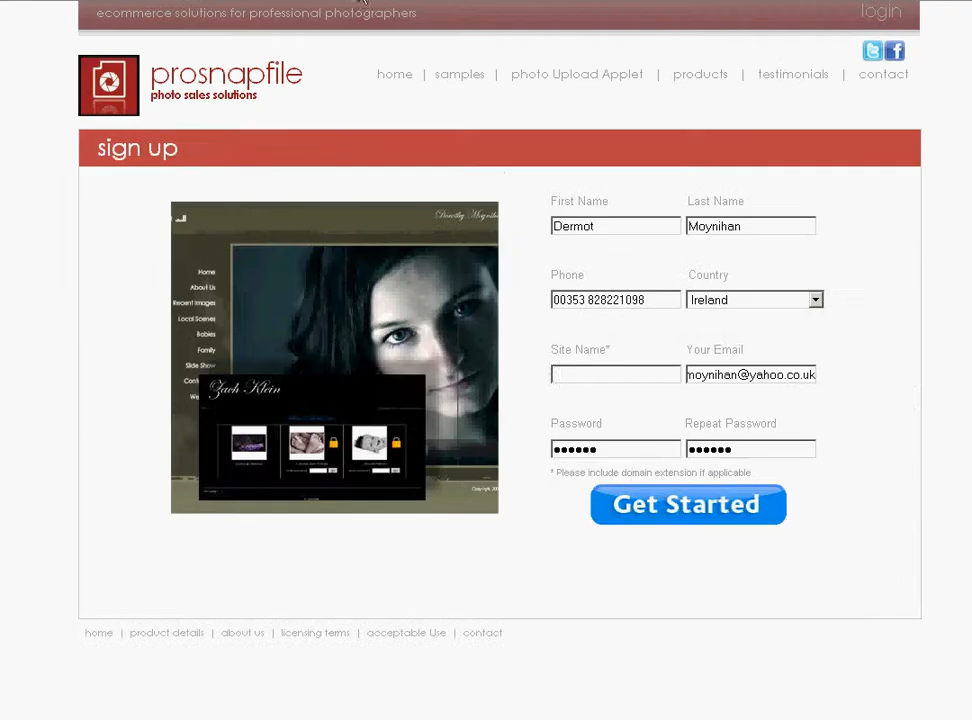 ecommerce solutions for professional photographers
login
prosnapfile
photo sales solutions
home | samples | photo Upload Applet | products | testimonials | contact
sign up
First Name
Last Name
Dermot
Moynihan
Phone
Country
00353 828221098
Ireland
Site Name*
Your Email
moynihan@yahoo.co.uk
Password
Repeat Password
* Please include domain extension if applicable
Get Started
Home
About Us
Recent Images
Local Scenes
Babies
Family
Slide Show
Zach Klein
home | product details | about us | licensing terms | acceptable Use | contact